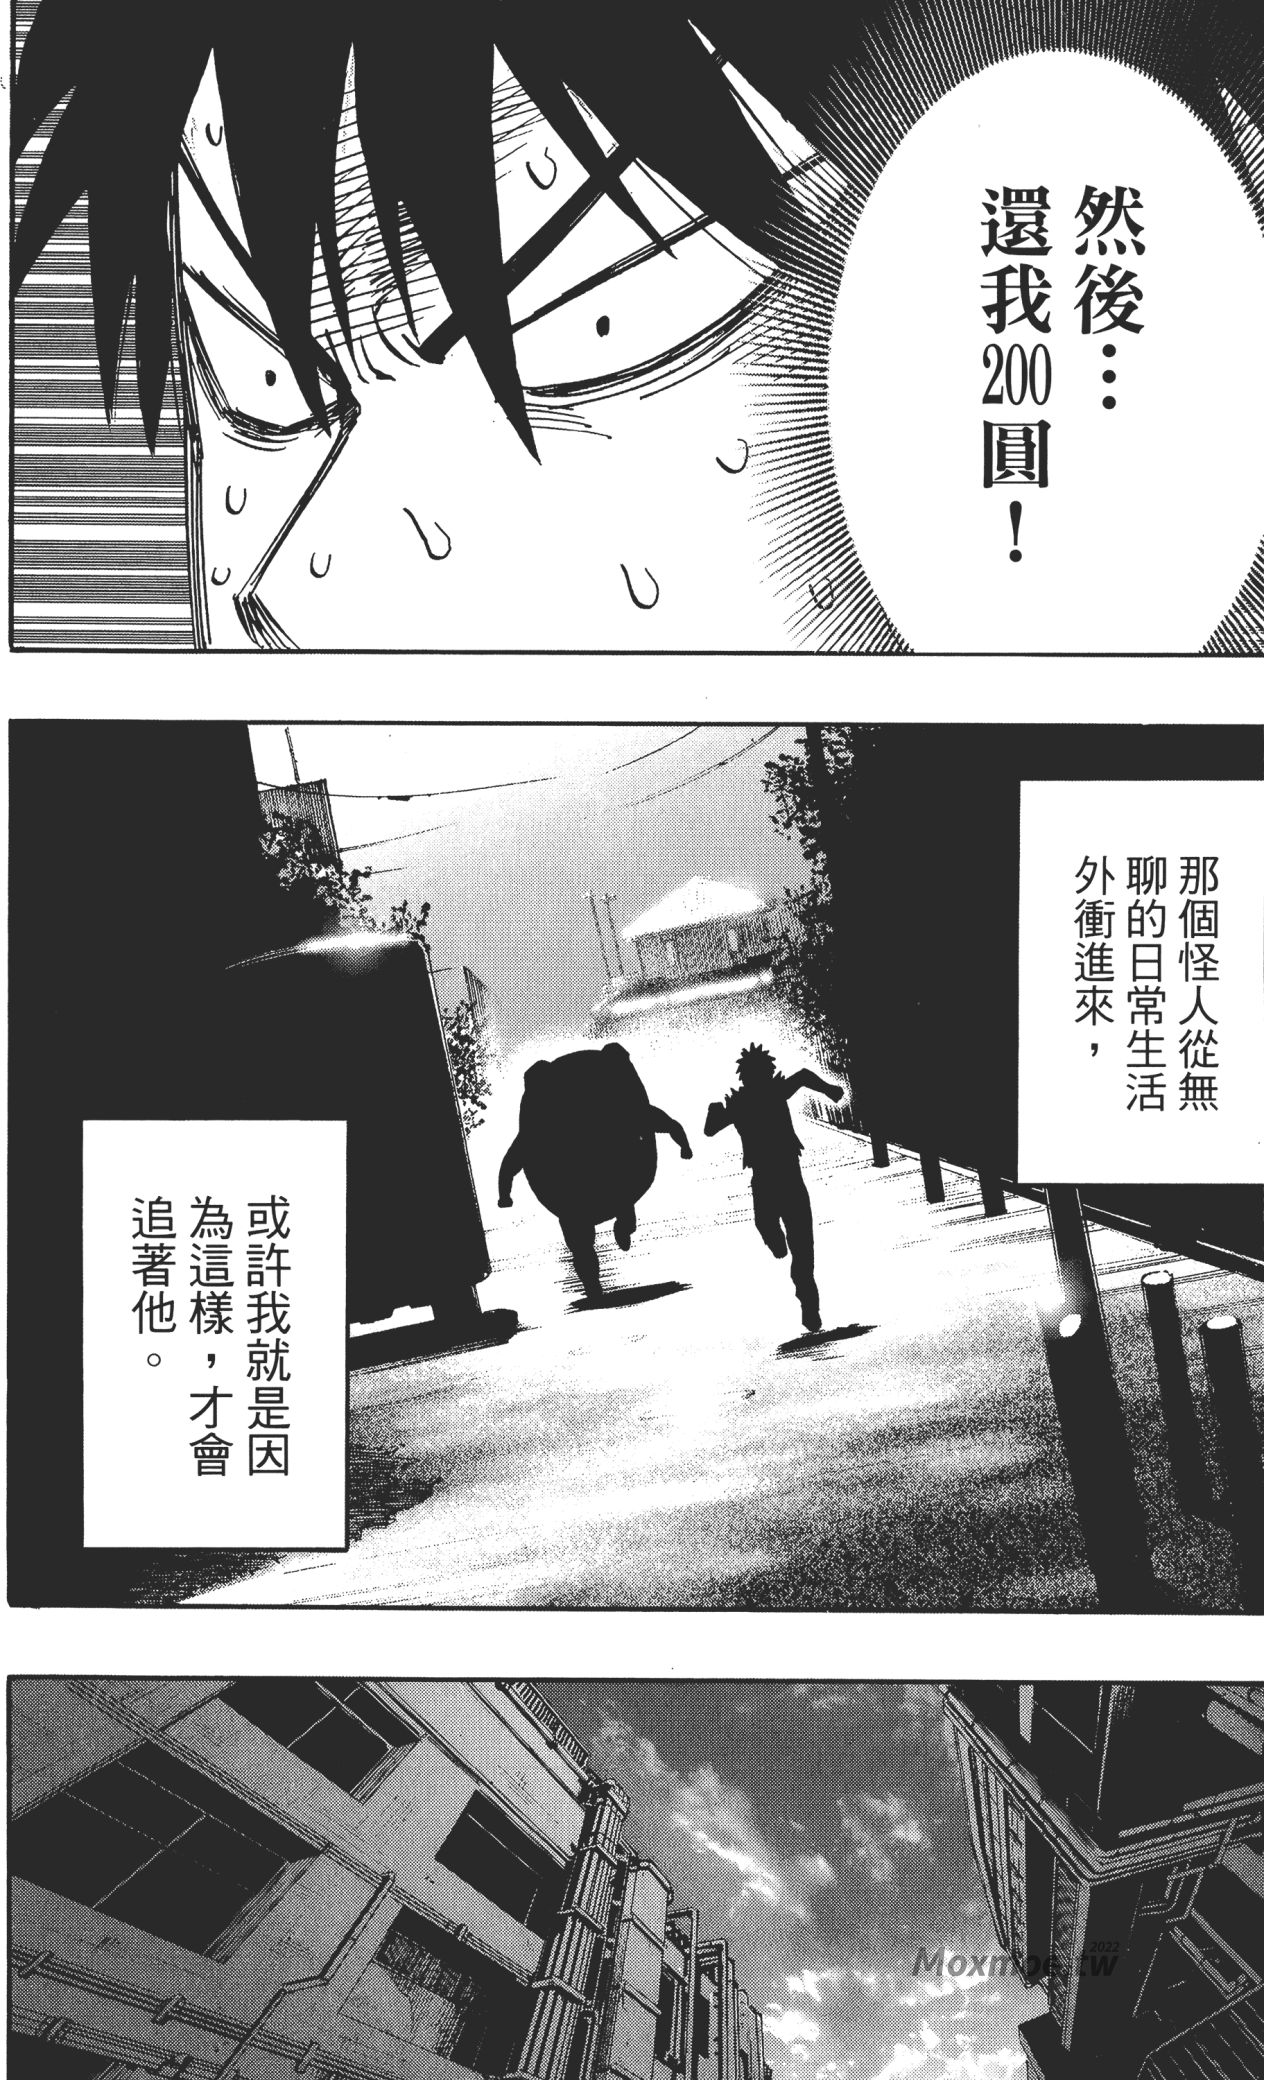 然後⋯
還我200圓！
那個怪人從無
聊的日常生活
外衝進來，
或許我就是因
為這樣，才會
追著他。
Moxmoe.tw
2022